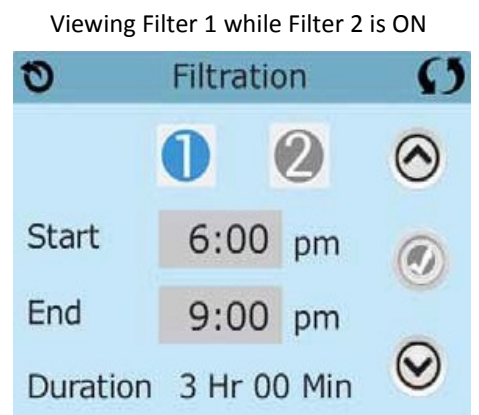 Viewing Filter 1 while Filter 2 is ON
Filtration
1 2
Start 6:00 pm
End 9:00 pm
Duration 3 Hr 00 Min